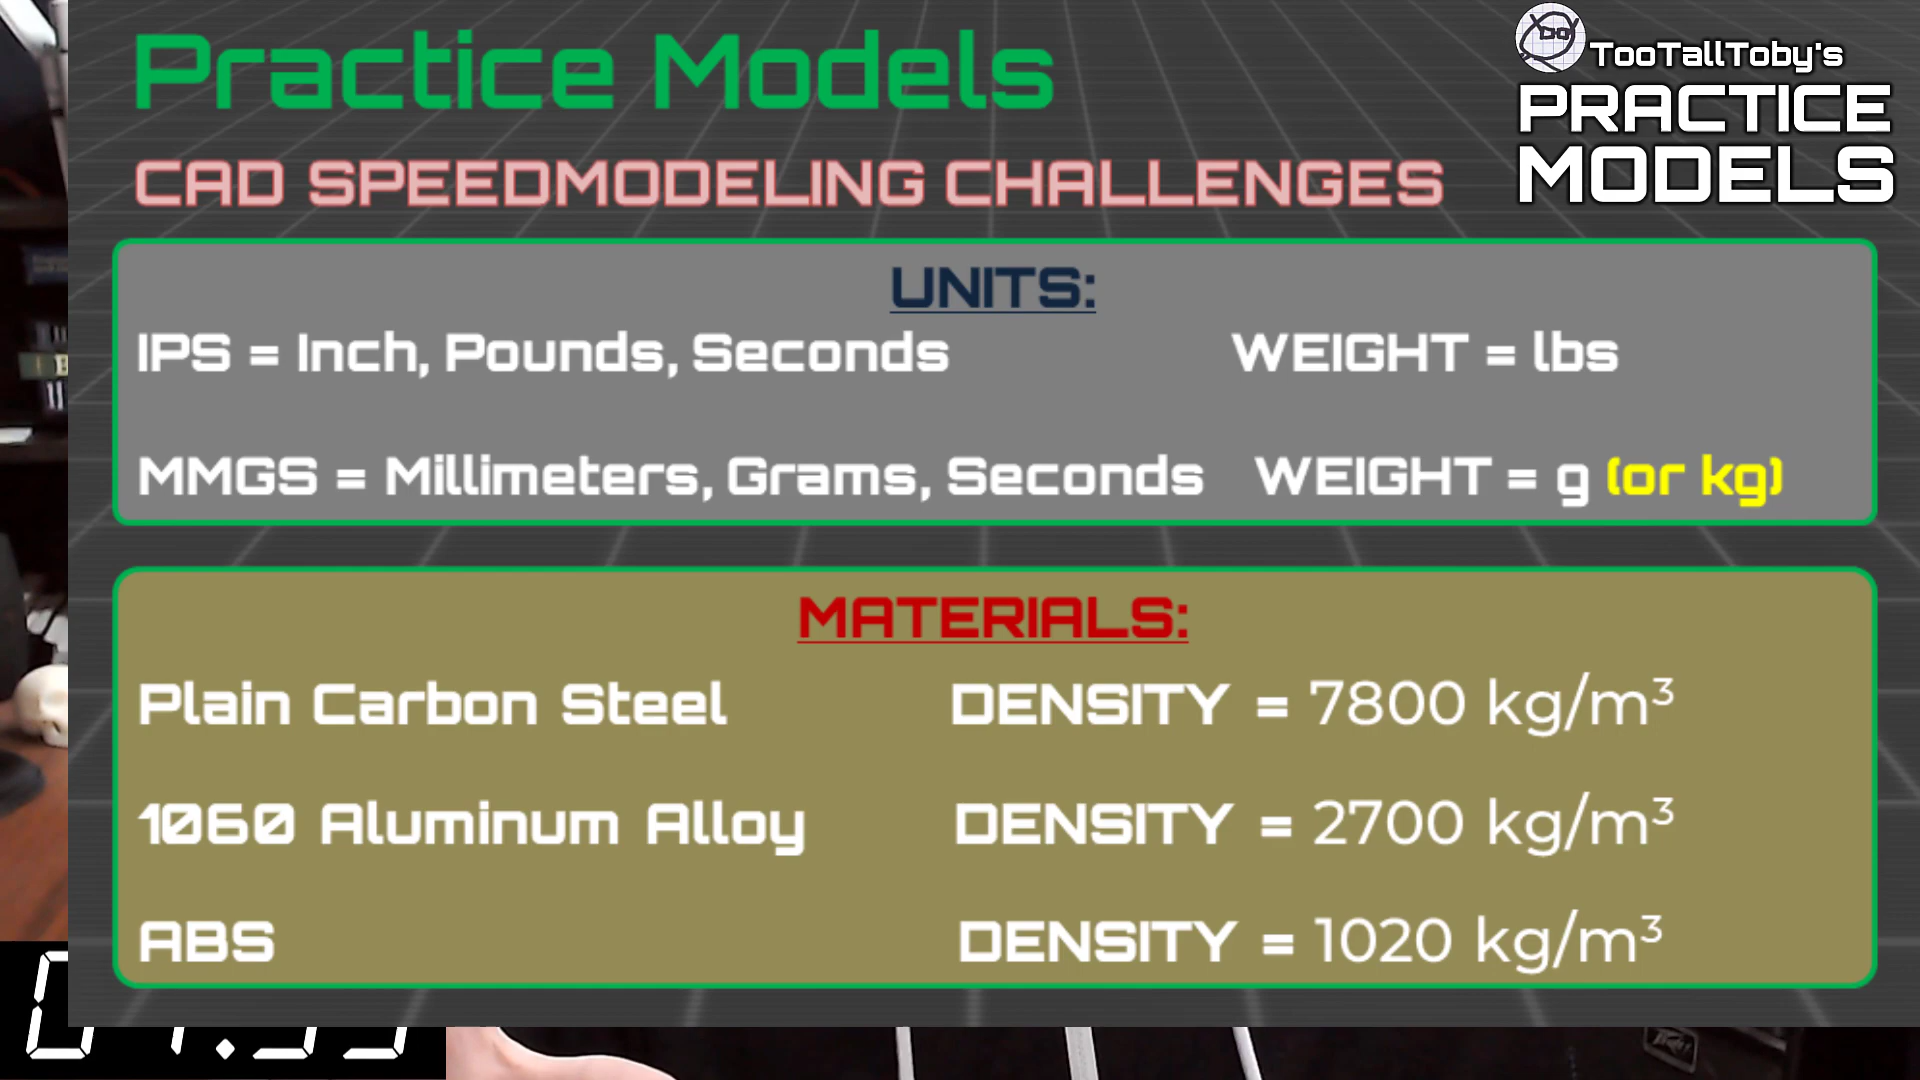 Practice Models
TooTallToby's
PRACTICE
MODELS
CAD SPEEDMODELING CHALLENGES
UNITS:
IPS = Inch, Pounds, Seconds WEIGHT = lbs
MMGS = Millimeters, Grams, Seconds WEIGHT = g (or kg)
MATERIALS:
Plain Carbon Steel DENSITY = 7800 kg/m³
1060 Aluminum Alloy DENSITY = 2700 kg/m³
ABS DENSITY = 1020 kg/m³